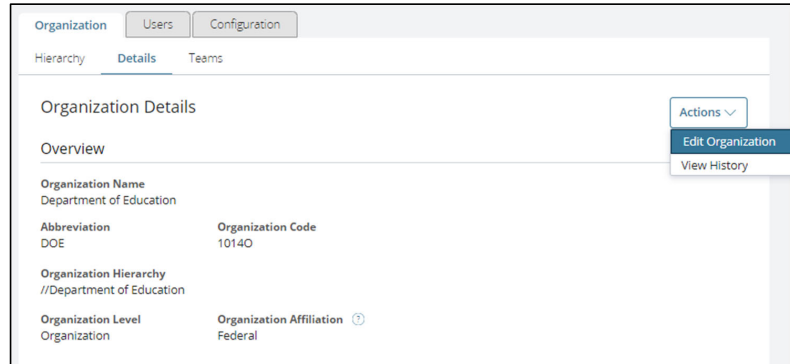 Organization Users Configuration
Hierarchy Details Teams
Organization Details
Actions
Edit Organization
View History
Overview
Organization Name
Department of Education
Abbreviation Organization Code
DOE 1014O
Organization Hierarchy
//Department of Education
Organization Level Organization Affiliation ?
Organization Federal